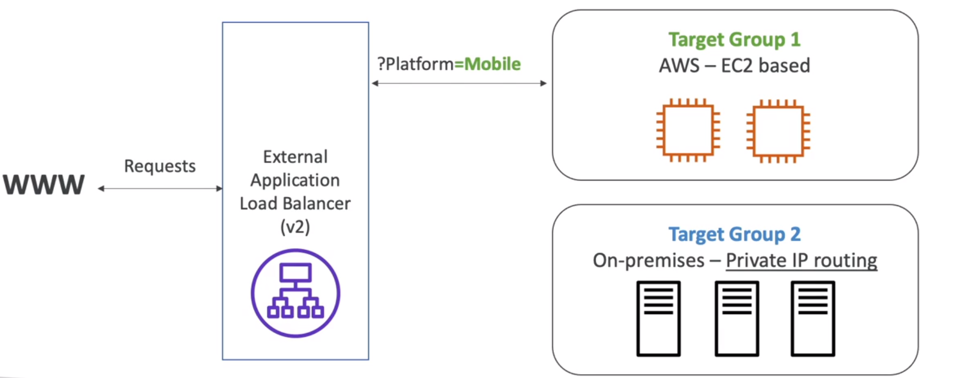 WWW
Requests
External
Application
Load Balancer
(v2)
?Platform=Mobile
Target Group 1
AWS – EC2 based
Target Group 2
On-premises – Private IP routing